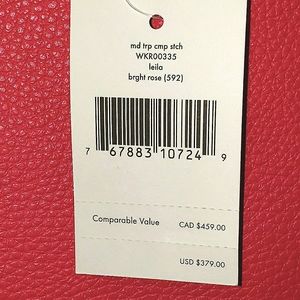 md trp cmp stch
WKR00335
leila
brght rose (592)
7 67883 10724 9
Comparable Value CAD $459.00
USD $379.00